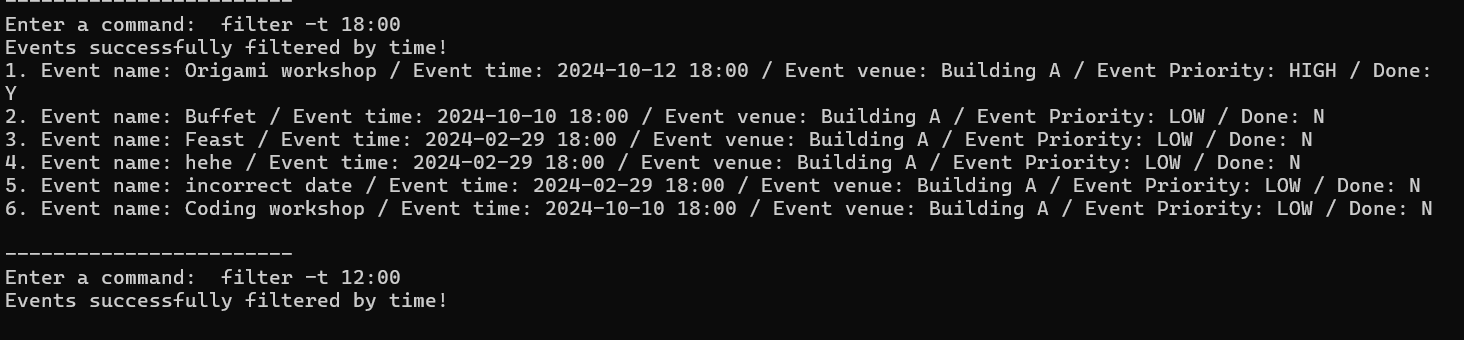 ------------------------
Enter a command:  filter -t 18:00
Events successfully filtered by time!
1. Event name: Origami workshop / Event time: 2024-10-12 18:00 / Event venue: Building A / Event Priority: HIGH / Done:
Y
2. Event name: Buffet / Event time: 2024-10-10 18:00 / Event venue: Building A / Event Priority: LOW / Done: N
3. Event name: Feast / Event time: 2024-02-29 18:00 / Event venue: Building A / Event Priority: LOW / Done: N
4. Event name: hehe / Event time: 2024-02-29 18:00 / Event venue: Building A / Event Priority: LOW / Done: N
5. Event name: incorrect date / Event time: 2024-02-29 18:00 / Event venue: Building A / Event Priority: LOW / Done: N
6. Event name: Coding workshop / Event time: 2024-10-10 18:00 / Event venue: Building A / Event Priority: LOW / Done: N
------------------------
Enter a command:  filter -t 12:00
Events successfully filtered by time!